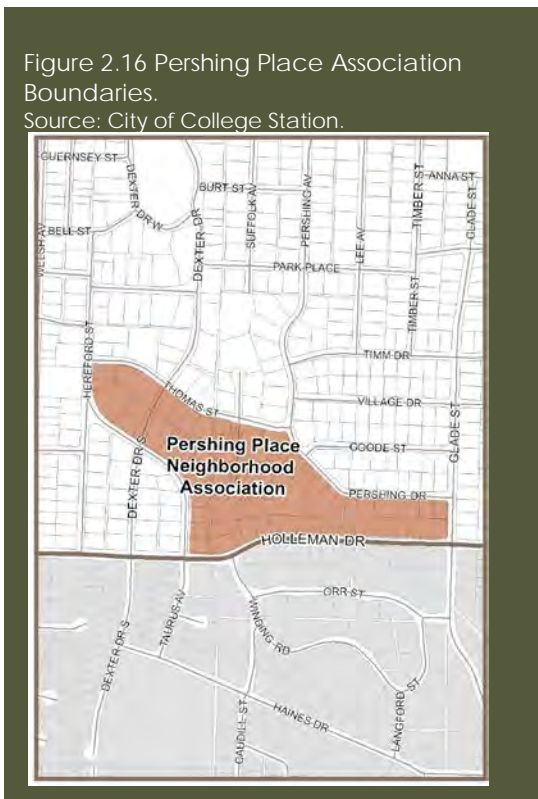 Figure 2.16 Pershing Place Association
Boundaries.
Source: City of College Station.
GUERNSEY ST
DEXTER DR W
BURT ST
SUFFOLK AV
PERSHING AV
LEE AV
TIMBER ST
ANNA ST
GLADE ST
BELL ST
WELSH AV
DEXTER DR
PARK PLACE
TIMBER ST
HEREFORD ST
TIMM DR
THOMAS ST
VILLAGE DR
GLADE ST
Pershing Place
Neighborhood
Association
GOODE ST
DEXTER DR S
PERSHING DR
HOLLEMAN DR
ORR ST
WINDING RD
TAURUS AV
DEXTER DR S
HAINES DR
LANGFORD ST
CAUDILL ST